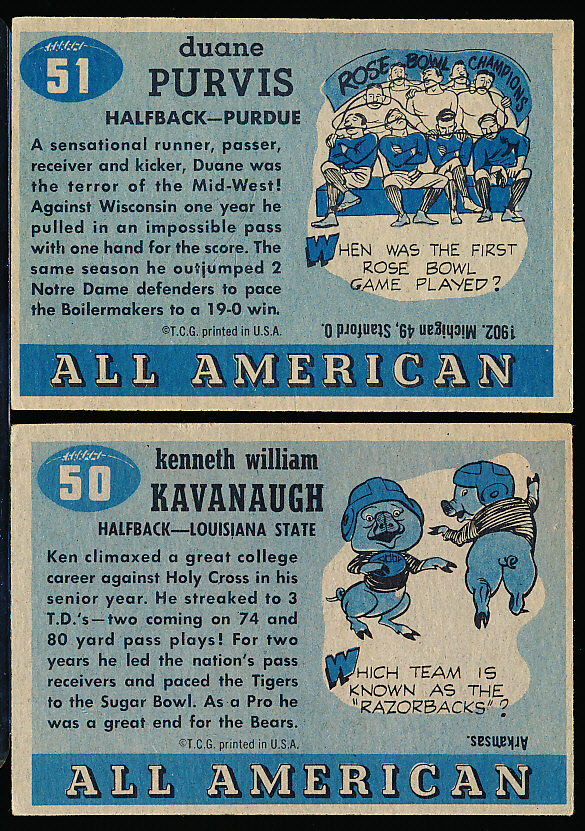 51
duane
PURVIS
HALFBACK—PURDUE
A sensational runner, passer,
receiver and kicker, Duane was
the terror of the Mid-West!
Against Wisconsin one year he
pulled in an impossible pass
with one hand for the score. The
same season he outjumped 2
Notre Dame defenders to pace
the Boilermakers to a 19-0 win.
©T.C.G. printed in U.S.A.
ROSE BOWL CHAMPIONS
WHEN WAS THE FIRST
ROSE BOWL
GAME PLAYED?
1902. Michigan 49, Stanford 0.
ALL AMERICAN
50
kenneth william
KAVANAUGH
HALFBACK—LOUISIANA STATE
Ken climaxed a great college
career against Holy Cross in his
senior year. He streaked to 3
T.D.'s—two coming on 74 and
80 yard pass plays! For two
years he led the nation's pass
receivers and paced the Tigers
to the Sugar Bowl. As a Pro he
was a great end for the Bears.
©T.C.G. printed in U.S.A.
WHICH TEAM IS
KNOWN AS THE
"RAZORBACKS"?
Arkansas.
ALL AMERICAN